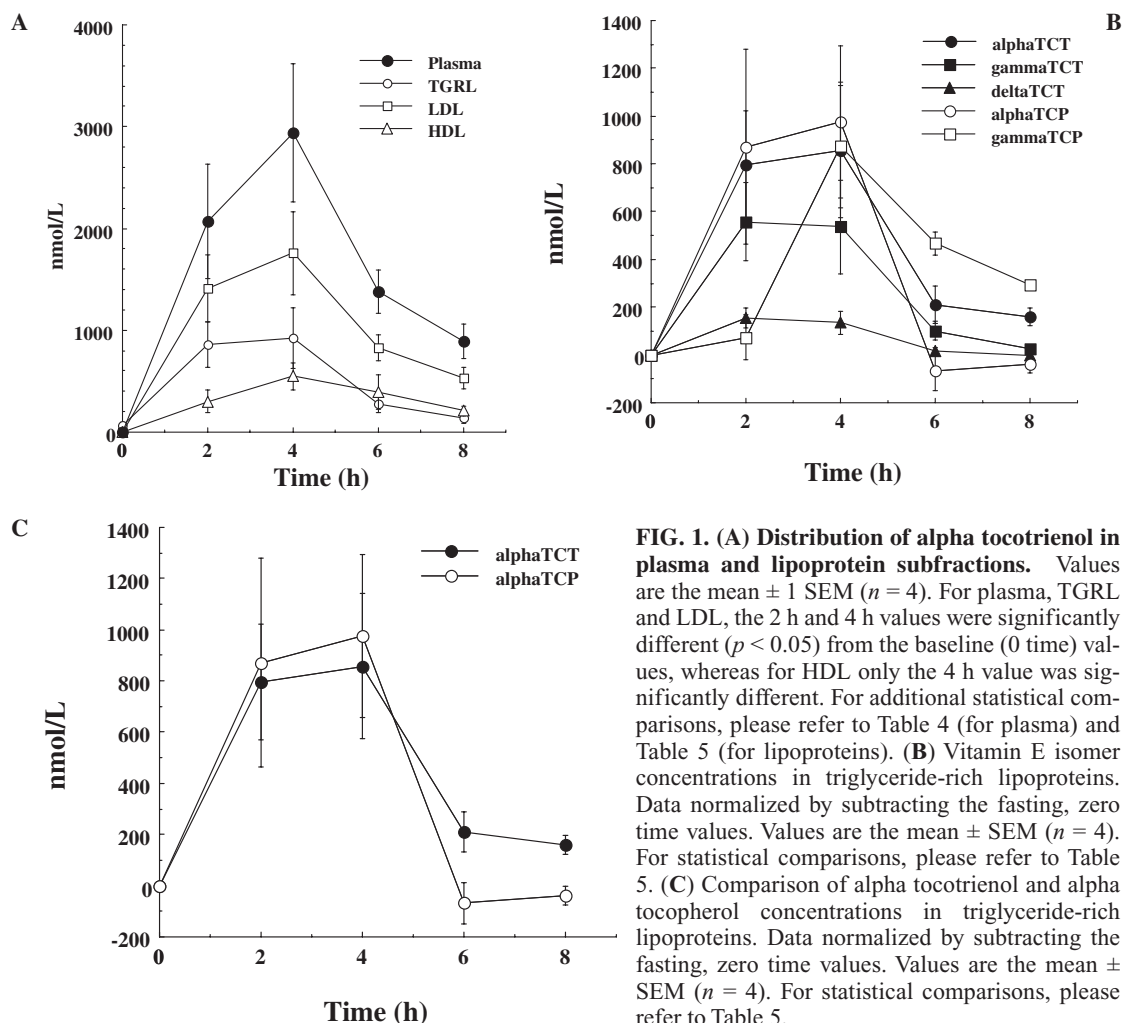 A
4000
3000
2000
1000
0
nmol/L
0
2
4
6
8
Time (h)
Plasma
TGRL
LDL
HDL
B
1400
1200
1000
800
600
400
200
0
-200
nmol/L
0
2
4
6
8
Time (h)
alphaTCT
gammaTCT
deltaTCT
alphaTCP
gammaTCP
C
1400
1200
1000
800
600
400
200
0
-200
nmol/L
0
2
4
6
8
Time (h)
alphaTCT
alphaTCP
FIG. 1. (A) Distribution of alpha tocotrienol in
plasma and lipoprotein subfractions. Values
are the mean ± 1 SEM (n = 4). For plasma, TGRL
and LDL, the 2 h and 4 h values were significantly
different (p < 0.05) from the baseline (0 time) val-
ues, whereas for HDL only the 4 h value was sig-
nificantly different. For additional statistical com-
parisons, please refer to Table 4 (for plasma) and
Table 5 (for lipoproteins). (B) Vitamin E isomer
concentrations in triglyceride-rich lipoproteins.
Data normalized by subtracting the fasting, zero
time values. Values are the mean ± SEM (n = 4).
For statistical comparisons, please refer to Table
5. (C) Comparison of alpha tocotrienol and alpha
tocopherol concentrations in triglyceride-rich
lipoproteins. Data normalized by subtracting the
fasting, zero time values. Values are the mean ±
SEM (n = 4). For statistical comparisons, please
refer to Table 5.